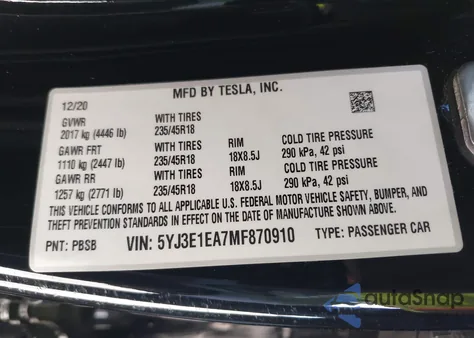 MFD BY TESLA, INC.
12/20
GVWR WITH TIRES
2017 kg (4446 lb) 235/45R18
GAWR FRT WITH TIRES RIM COLD TIRE PRESSURE
1110 kg (2447 lb) 235/45R18 18X8.5J 290 kPa, 42 psi
GAWR RR WITH TIRES RIM COLD TIRE PRESSURE
1257 kg (2771 lb) 235/45R18 18X8.5J 290 kPa, 42 psi
THIS VEHICLE CONFORMS TO ALL APPLICABLE U.S. FEDERAL MOTOR VEHICLE SAFETY, BUMPER, AND
THEFT PREVENTION STANDARDS IN EFFECT ON THE DATE OF MANUFACTURE SHOWN ABOVE.
PNT: PBSB VIN: 5YJ3E1EA7MF870910 TYPE: PASSENGER CAR
autoSnap